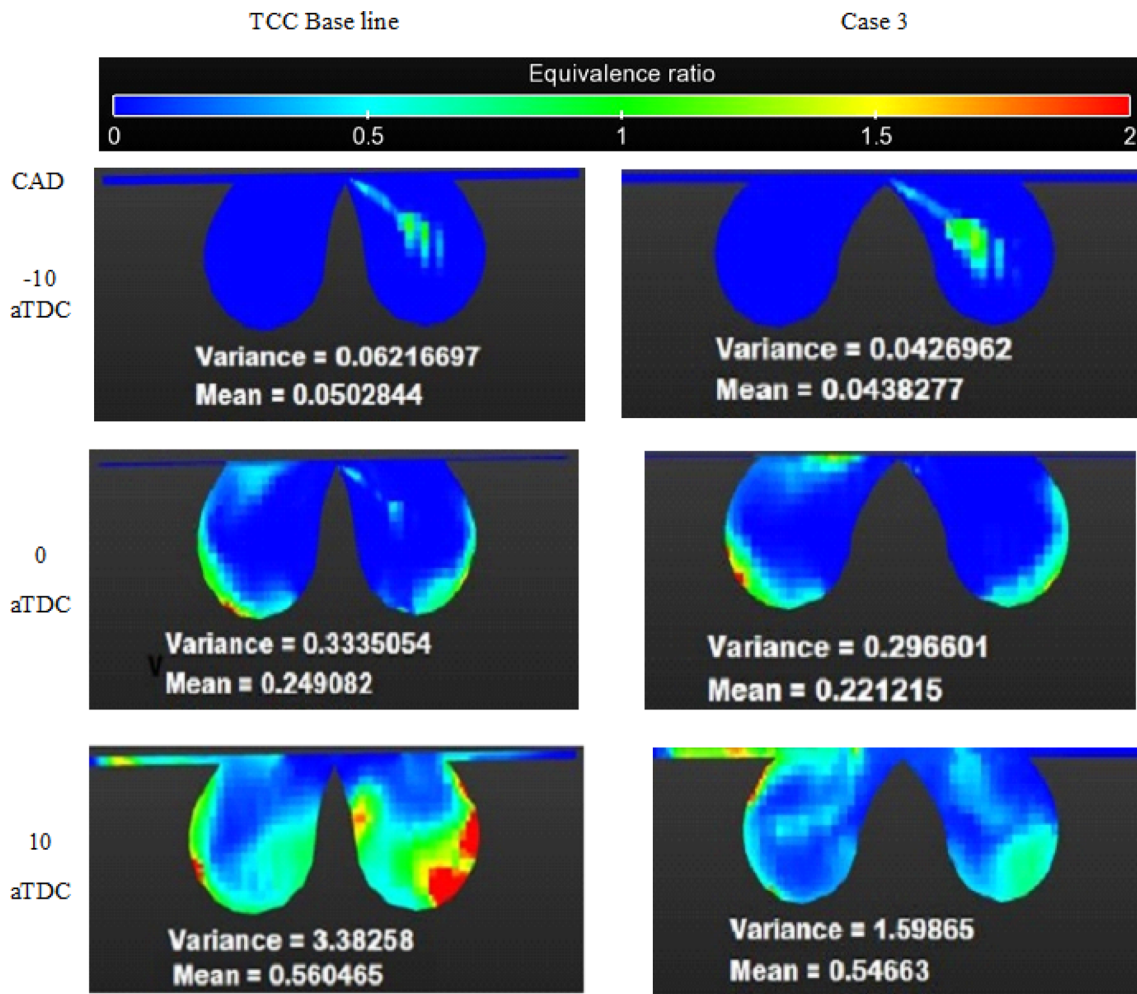 TCC Base line
Case 3
Equivalence ratio
0 0.5 1 1.5 2
CAD
-10
aTDC
Variance = 0.06216697
Mean = 0.0502844
Variance = 0.0426962
Mean = 0.0438277
0
aTDC
Variance = 0.3335054
V
Mean = 0.249082
Variance = 0.296601
Mean = 0.221215
10
aTDC
Variance = 3.38258
Mean = 0.560465
Variance = 1.59865
Mean = 0.54663